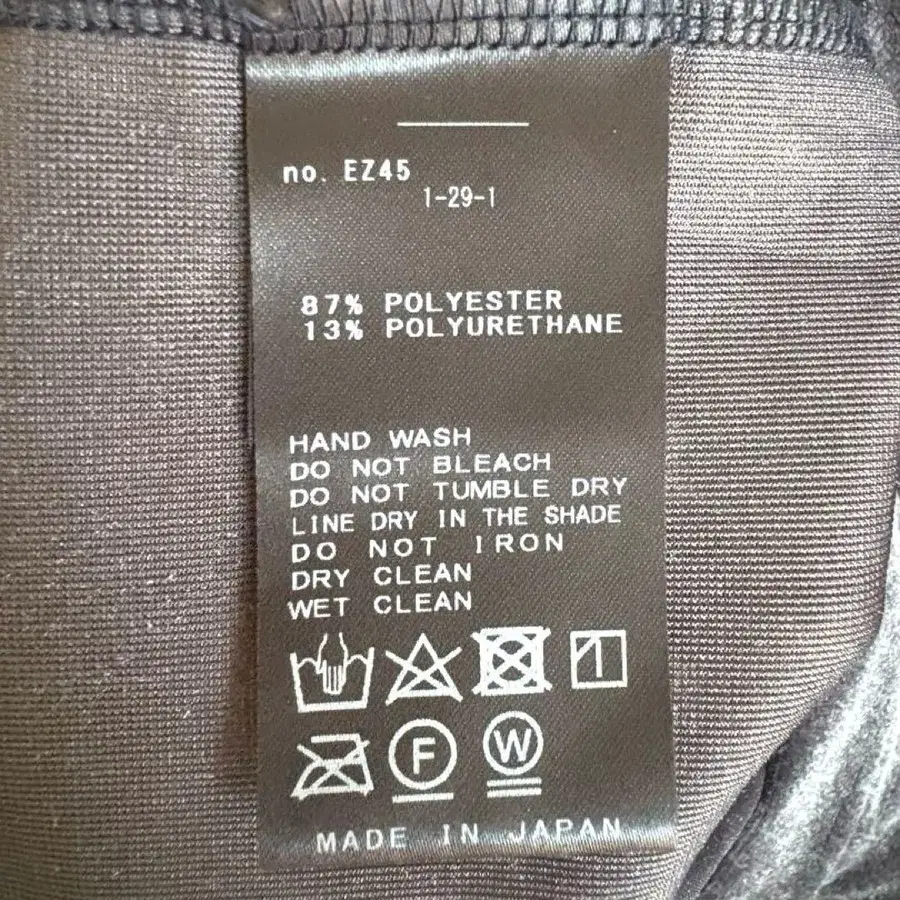 no. EZ45
1-29-1
87% POLYESTER
13% POLYURETHANE
HAND WASH
DO NOT BLEACH
DO NOT TUMBLE DRY
LINE DRY IN THE SHADE
DO NOT IRON
DRY CLEAN
WET CLEAN
F W
MADE IN JAPAN